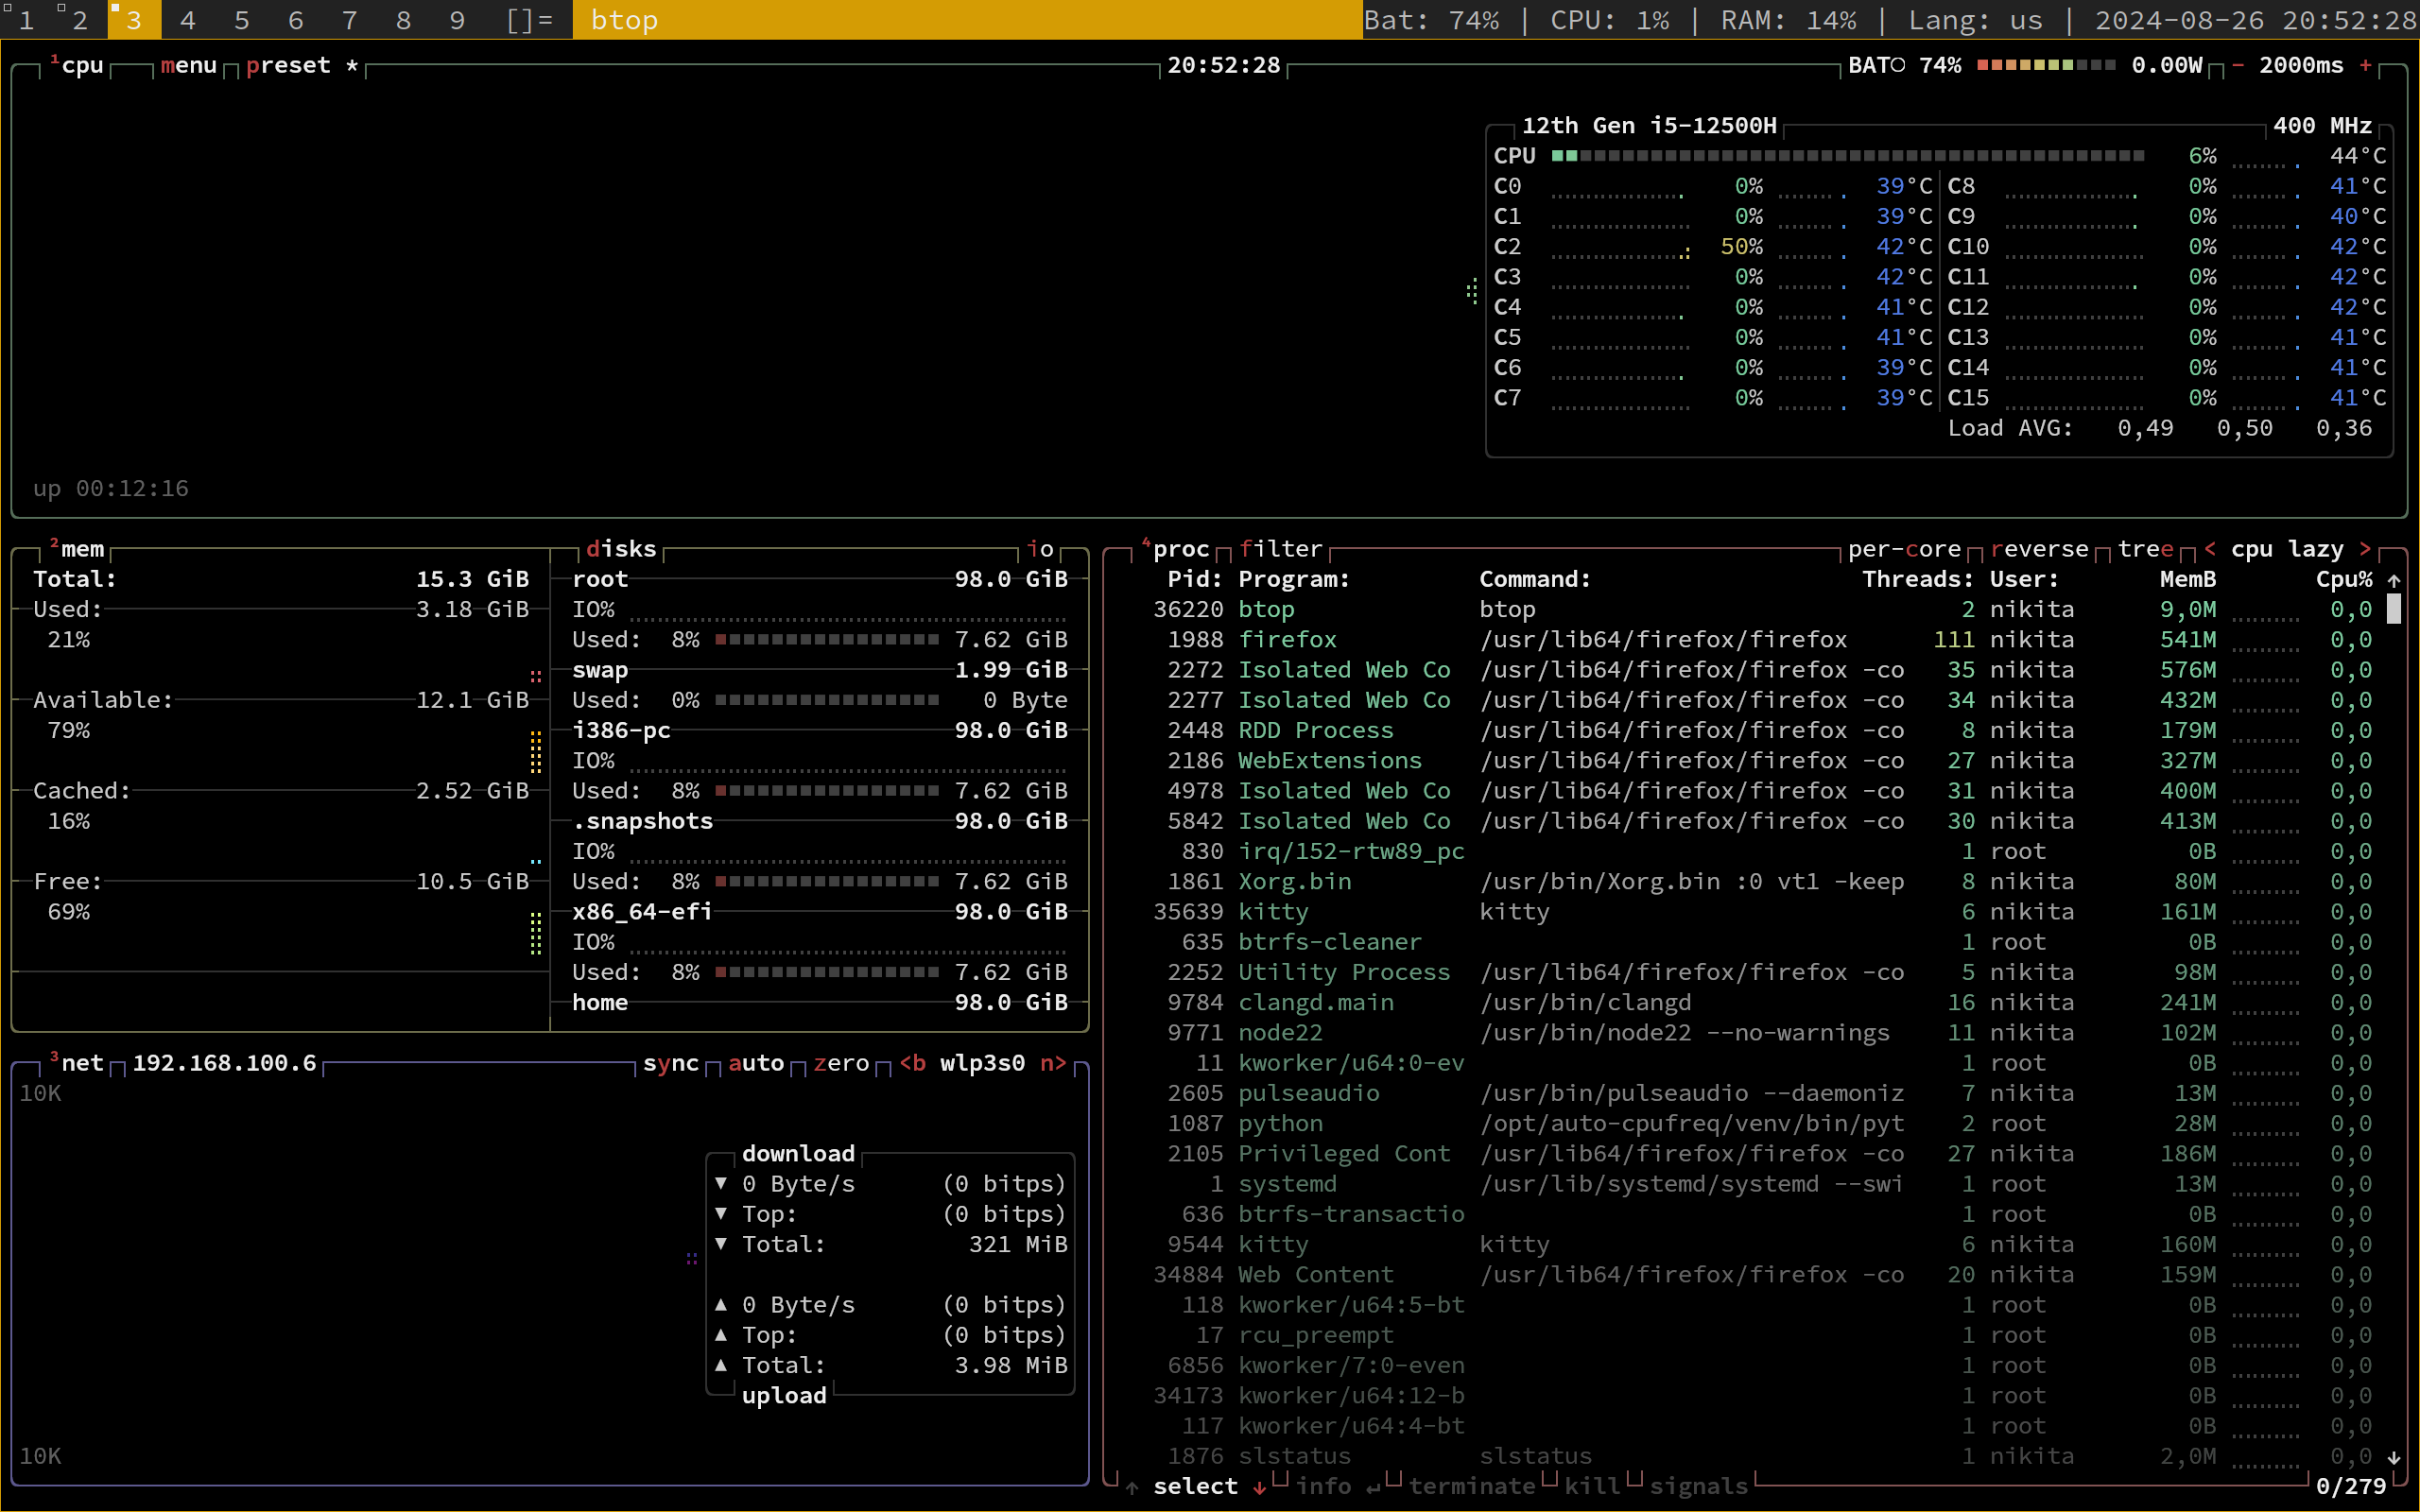 1 2 3 4 5 6 7 8 9 []= btop Bat: 74% | CPU: 1% | RAM: 14% | Lang: us | 2024-08-26 20:52:28
¹cpu menu preset * 20:52:28 BAT○ 74% 0.00W - 2000ms +
12th Gen i5-12500H 400 MHz
CPU 6% 44°C
C0 0% 39°C C8 0% 41°C
C1 0% 39°C C9 0% 40°C
C2 50% 42°C C10 0% 42°C
C3 0% 42°C C11 0% 42°C
C4 0% 41°C C12 0% 42°C
C5 0% 41°C C13 0% 41°C
C6 0% 39°C C14 0% 41°C
C7 0% 39°C C15 0% 41°C
Load AVG: 0,49 0,50 0,36
up 00:12:16
²mem disks io
Total: 15.3 GiB
Used: 3.18 GiB
21%
Available: 12.1 GiB
79%
Cached: 2.52 GiB
16%
Free: 10.5 GiB
69%
root 98.0 GiB
IO%
Used: 8% 7.62 GiB
swap 1.99 GiB
Used: 0% 0 Byte
i386-pc 98.0 GiB
IO%
Used: 8% 7.62 GiB
.snapshots 98.0 GiB
IO%
Used: 8% 7.62 GiB
x86_64-efi 98.0 GiB
IO%
Used: 8% 7.62 GiB
home 98.0 GiB
³net 192.168.100.6 sync auto zero <b wlp3s0 n>
10K
download
▼ 0 Byte/s (0 bitps)
▼ Top: (0 bitps)
▼ Total: 321 MiB
▲ 0 Byte/s (0 bitps)
▲ Top: (0 bitps)
▲ Total: 3.98 MiB
upload
10K
⁴proc filter per-core reverse tree < cpu lazy >
Pid: Program: Command: Threads: User: MemB Cpu% ↑
36220 btop btop 2 nikita 9,0M 0,0
1988 firefox /usr/lib64/firefox/firefox 111 nikita 541M 0,0
2272 Isolated Web Co /usr/lib64/firefox/firefox -co 35 nikita 576M 0,0
2277 Isolated Web Co /usr/lib64/firefox/firefox -co 34 nikita 432M 0,0
2448 RDD Process /usr/lib64/firefox/firefox -co 8 nikita 179M 0,0
2186 WebExtensions /usr/lib64/firefox/firefox -co 27 nikita 327M 0,0
4978 Isolated Web Co /usr/lib64/firefox/firefox -co 31 nikita 400M 0,0
5842 Isolated Web Co /usr/lib64/firefox/firefox -co 30 nikita 413M 0,0
830 irq/152-rtw89_pc 1 root 0B 0,0
1861 Xorg.bin /usr/bin/Xorg.bin :0 vt1 -keep 8 nikita 80M 0,0
35639 kitty kitty 6 nikita 161M 0,0
635 btrfs-cleaner 1 root 0B 0,0
2252 Utility Process /usr/lib64/firefox/firefox -co 5 nikita 98M 0,0
9784 clangd.main /usr/bin/clangd 16 nikita 241M 0,0
9771 node22 /usr/bin/node22 --no-warnings 11 nikita 102M 0,0
11 kworker/u64:0-ev 1 root 0B 0,0
2605 pulseaudio /usr/bin/pulseaudio --daemoniz 7 nikita 13M 0,0
1087 python /opt/auto-cpufreq/venv/bin/pyt 2 root 28M 0,0
2105 Privileged Cont /usr/lib64/firefox/firefox -co 27 nikita 186M 0,0
1 systemd /usr/lib/systemd/systemd --swi 1 root 13M 0,0
636 btrfs-transactio 1 root 0B 0,0
9544 kitty kitty 6 nikita 160M 0,0
34884 Web Content /usr/lib64/firefox/firefox -co 20 nikita 159M 0,0
118 kworker/u64:5-bt 1 root 0B 0,0
17 rcu_preempt 1 root 0B 0,0
6856 kworker/7:0-even 1 root 0B 0,0
34173 kworker/u64:12-b 1 root 0B 0,0
117 kworker/u64:4-bt 1 root 0B 0,0
1876 slstatus slstatus 1 nikita 2,0M 0,0 ↓
↑ select ↓ info ↵ terminate kill signals 0/279